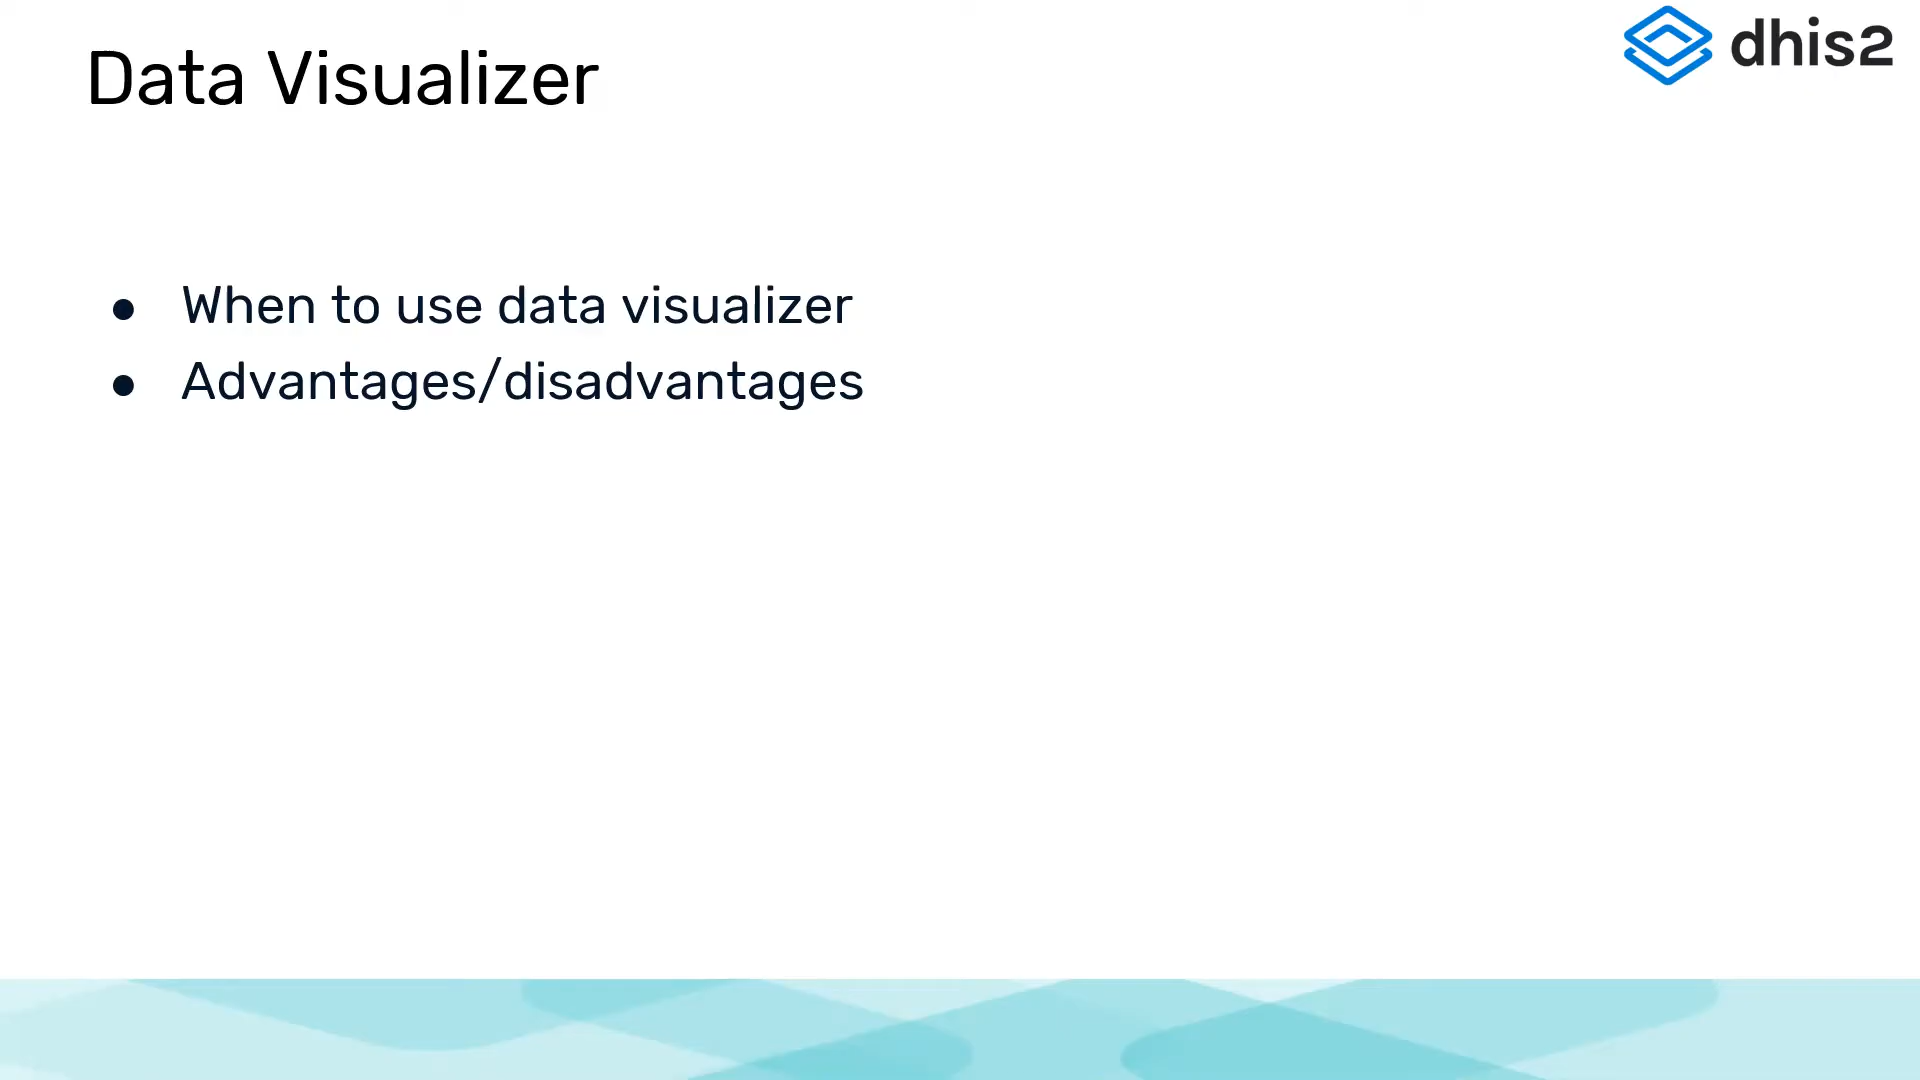 Data Visualizer
dhis2
● When to use data visualizer
● Advantages/disadvantages